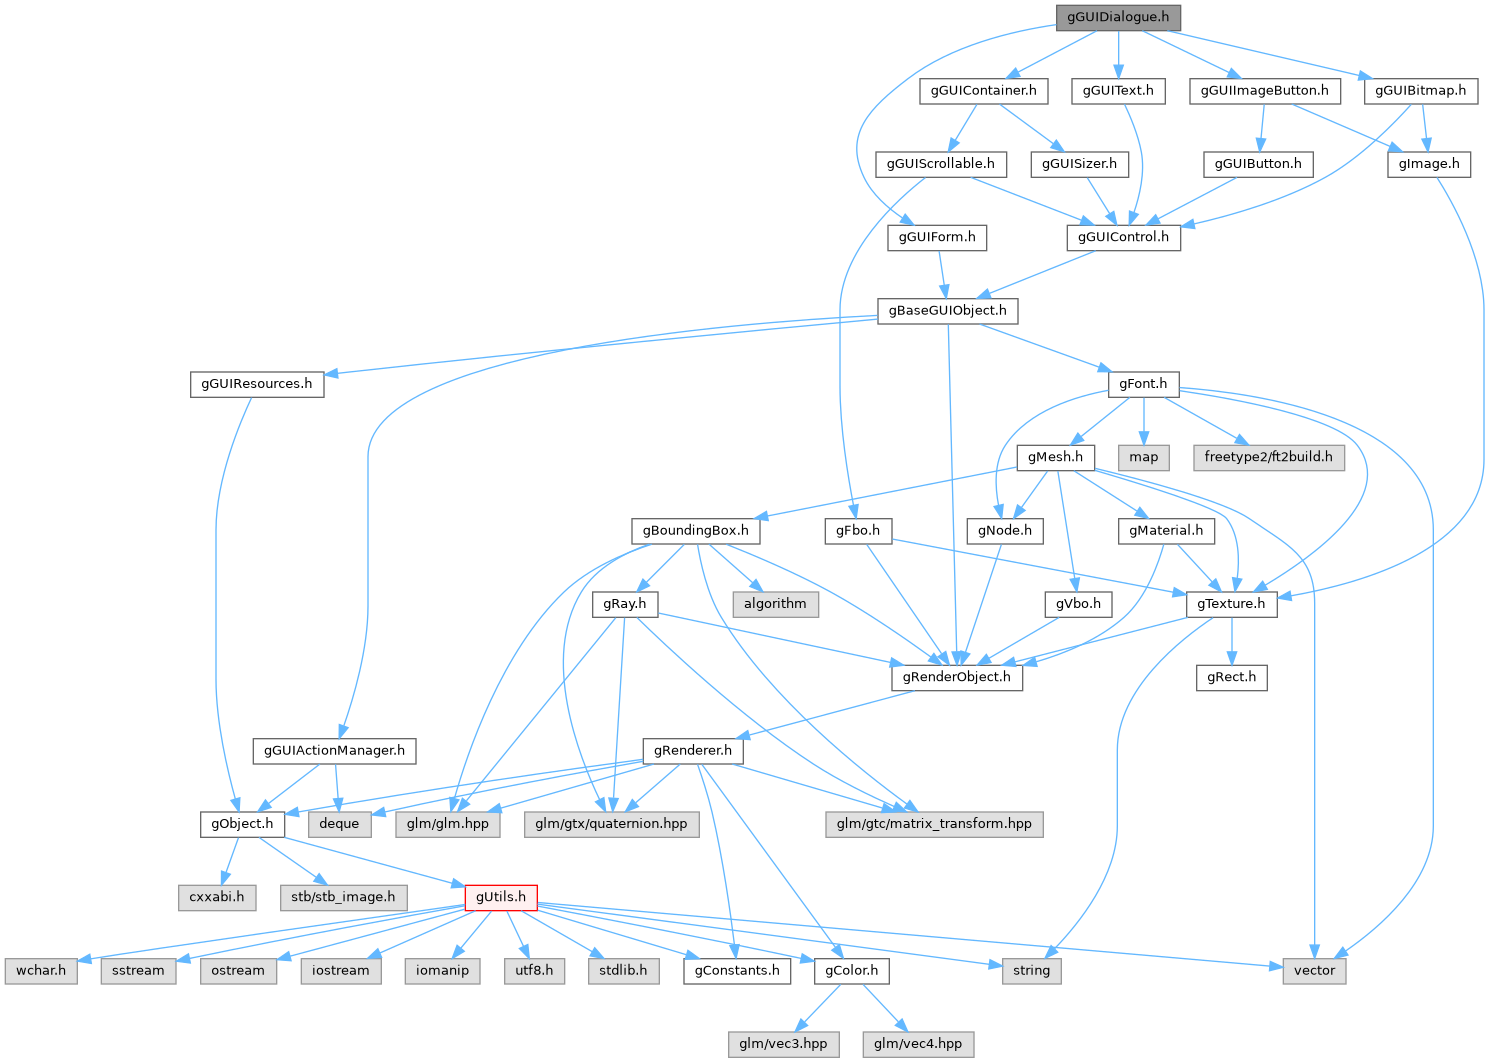 gGUIDialogue.h
gGUIContainer.h
gGUIText.h
gGUIImageButton.h
gGUIBitmap.h
gGUIScrollable.h
gGUISizer.h
gGUIButton.h
gImage.h
gGUIForm.h
gGUIControl.h
gBaseGUIObject.h
gGUIResources.h
gFont.h
gMesh.h
map
freetype2/ft2build.h
gBoundingBox.h
gFbo.h
gNode.h
gMaterial.h
gRay.h
algorithm
gVbo.h
gTexture.h
gRenderObject.h
gRect.h
gGUIActionManager.h
gRenderer.h
gObject.h
deque
glm/glm.hpp
glm/gtx/quaternion.hpp
glm/gtc/matrix_transform.hpp
cxxabi.h
stb/stb_image.h
gUtils.h
wchar.h
sstream
ostream
iostream
iomanip
utf8.h
stdlib.h
gConstants.h
gColor.h
string
vector
glm/vec3.hpp
glm/vec4.hpp